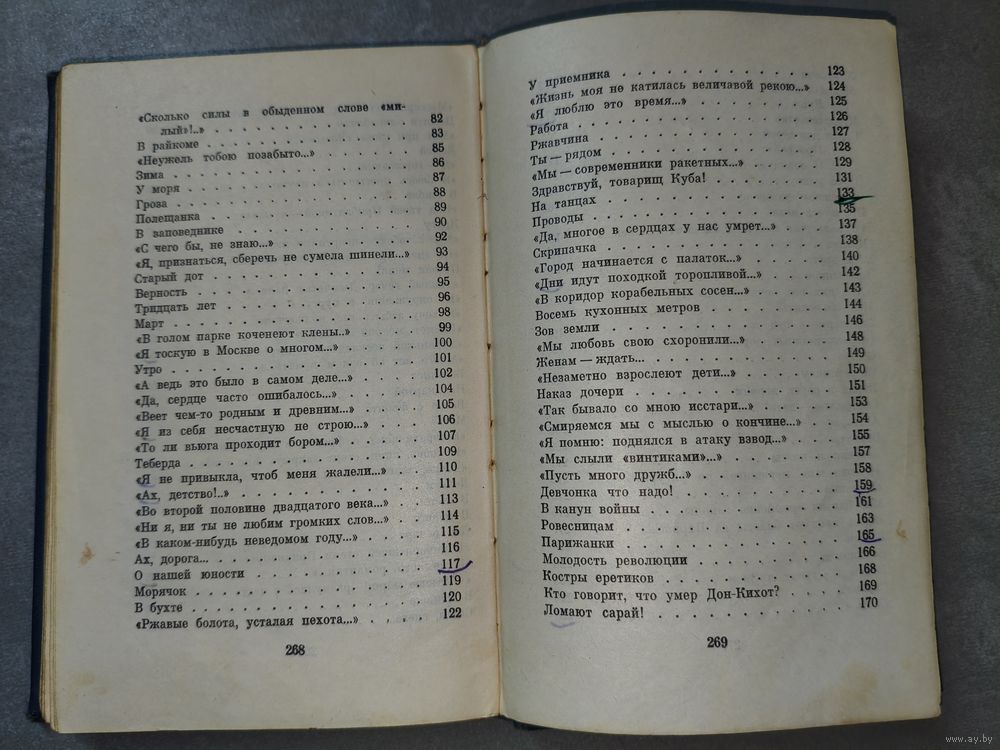 «Сколько силы в обыденном слове «ми-
лый»!..» . . . . . . . . . . 82
В райкоме . . . . . . . . . . 83
«Неужель тобою позабыто...» . . . . . 85
Зима . . . . . . . . . . 86
У моря . . . . . . . . . . 87
Гроза . . . . . . . . . . 88
Полещанка . . . . . . . . . . 89
В заповеднике . . . . . . . . . . 90
«С чего бы, не знаю...» . . . . . . . 92
«Я, признаться, сберечь не сумела шинели...» 93
Старый дот . . . . . . . . . . 94
Верность . . . . . . . . . . 95
Тридцать лет . . . . . . . . . . 96
Март . . . . . . . . . . 98
«В голом парке коченеют клены..» . . . . 99
«Я тоскую в Москве о многом...» . . . . 100
Утро . . . . . . . . . . 101
«А ведь это было в самом деле...» . . . . 102
«Да, сердце часто ошибалось...» . . . . 104
«Веет чем-то родным и древним...» . . . . 105
«Я из себя несчастную не строю...» . . . . 106
«То ли вьюга проходит бором...» . . . . 107
Теберда . . . . . . . . . . 109
«Я не привыкла, чтоб меня жалели...» . . . 110
«Ах, детство!..» . . . . . . . . . . 111
«Во второй половине двадцатого века...» . . . 113
«Ни я, ни ты не любим громких слов...» . . . 114
«В каком-нибудь неведомом году...» . . . . 115
Ах, дорога... . . . . . . . . . . 116
О нашей юности . . . . . . . . . . 117
Морячок . . . . . . . . . . 119
В бухте . . . . . . . . . . 120
«Ржавые болота, усталая пехота...» . . . . 122
268
У приемника . . . . . . . . . . 123
«Жизнь моя не катилась величавой рекою...» 124
«Я люблю это время...» . . . . . . . 125
Работа . . . . . . . . . . 126
Ржавчина . . . . . . . . . . 127
Ты — рядом . . . . . . . . . . 128
«Мы — современники ракетных...» . . . . 129
Здравствуй, товарищ Куба! . . . . . . 131
На танцах . . . . . . . . . . 133
Проводы . . . . . . . . . . 135
«Да, многое в сердцах у нас умрет...» . . . 137
Скрипачка . . . . . . . . . . 138
«Город начинается с палаток...» . . . . 140
«Дни идут походкой торопливой...» . . . . 142
«В коридор корабельных сосен...» . . . . 143
Восемь кухонных метров . . . . . . . 144
Зов земли . . . . . . . . . . 146
«Мы любовь свою схоронили...» . . . . . 148
Женам — ждать... . . . . . . . . . . 149
«Незаметно взрослеют дети...» . . . . . 150
Наказ дочери . . . . . . . . . . 151
«Так бывало со мною исстари...» . . . . . 153
«Смиряемся мы с мыслью о кончине...» . . . 154
«Я помню: поднялся в атаку взвод...» . . . 155
«Мы слыли «винтиками»...» . . . . . . 157
«Пусть много дружб...» . . . . . . . 158
Девчонка что надо! . . . . . . . . . . 159
В канун войны . . . . . . . . . . 161
Ровесницам . . . . . . . . . . 163
Парижанки . . . . . . . . . . 165
Молодость революции . . . . . . . . 166
Костры еретиков . . . . . . . . . . 168
Кто говорит, что умер Дон-Кихот? . . . . 169
Ломают сарай! . . . . . . . . . . 170
269
www.ay.by